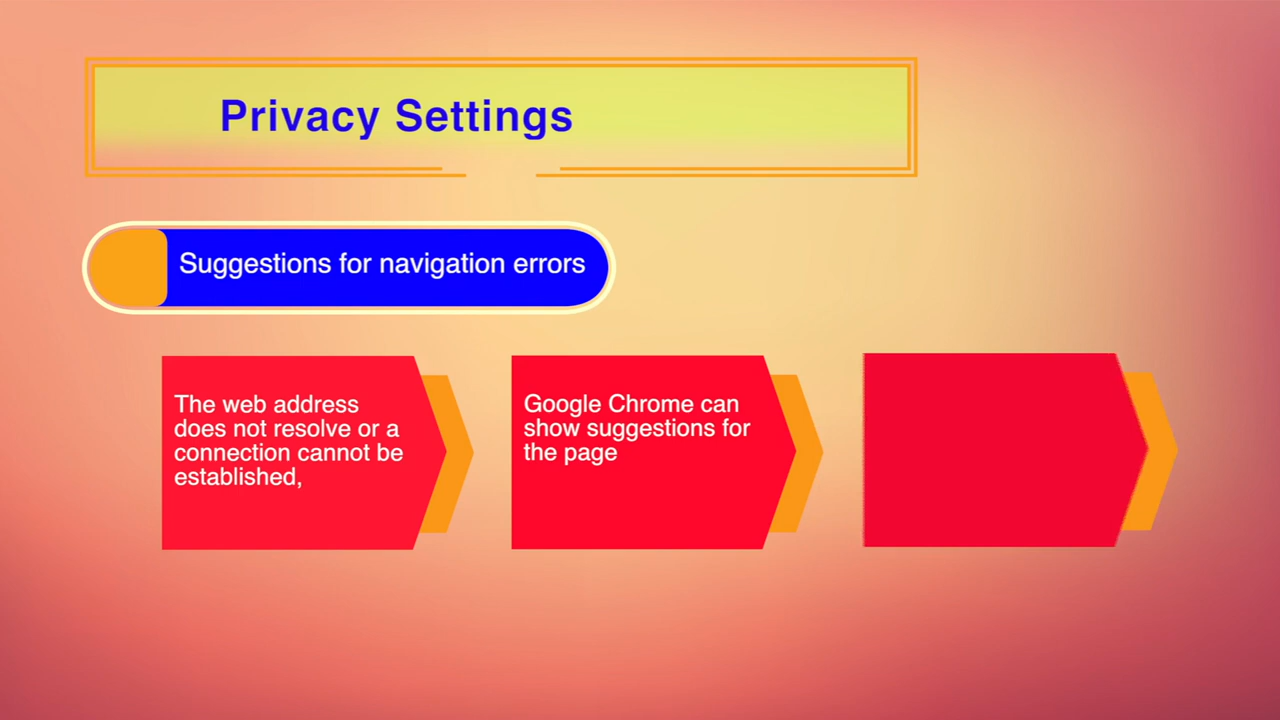 Privacy Settings
Suggestions for navigation errors
The web address
does not resolve or a
connection cannot be
established,
Google Chrome can
show suggestions for
the page